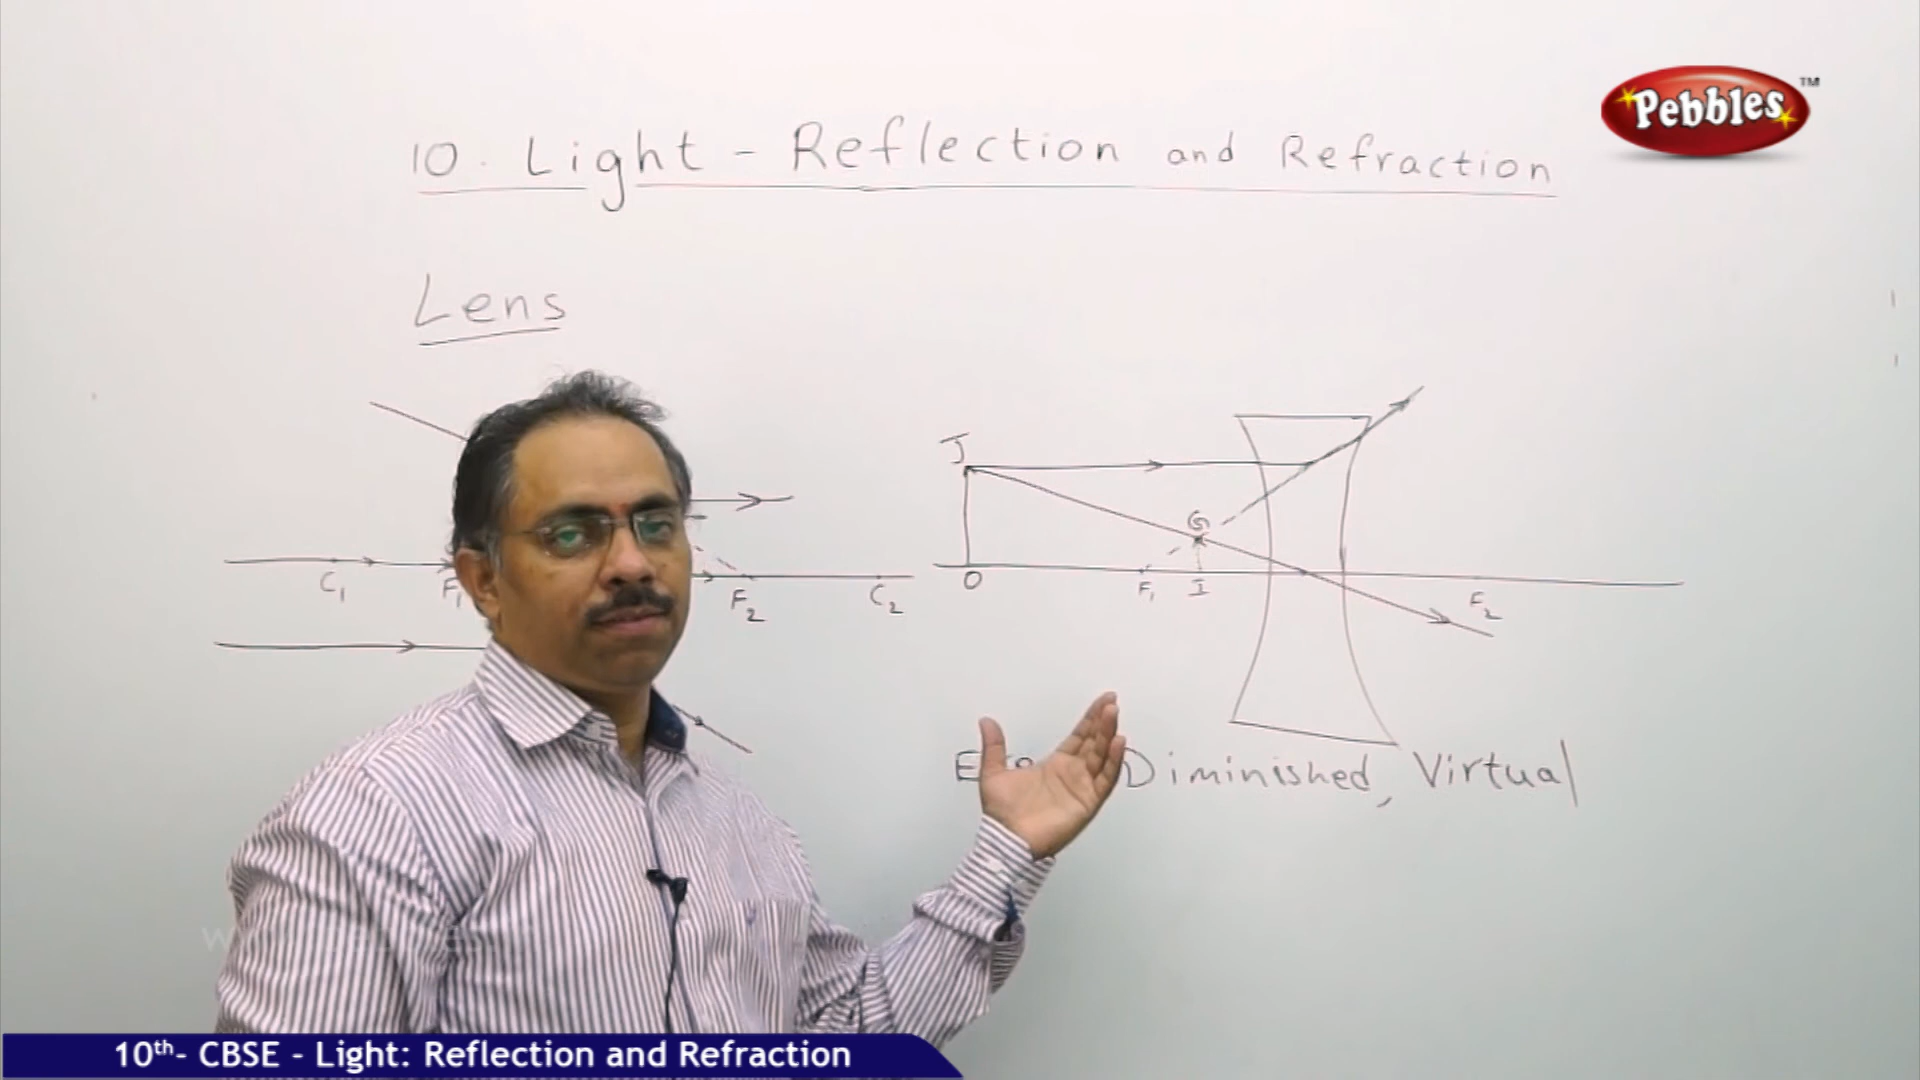 Pebbles™
10. Light - Reflection and Refraction
Lens
J
G
C₁
F₁
F₂
C₂
O
F₁
I
F₂
Diminished, Virtual
10th- CBSE - Light: Reflection and Refraction